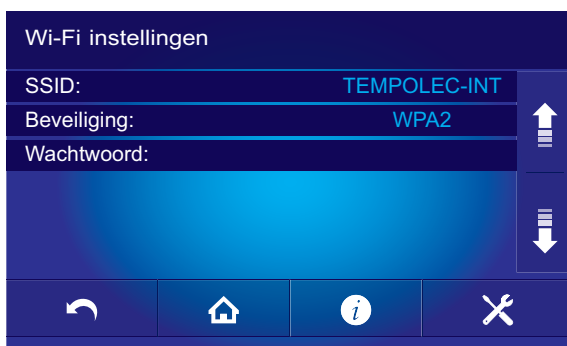 Wi-Fi instellingen
SSID: TEMPOLEC-INT
Beveiliging: WPA2
Wachtwoord:
i